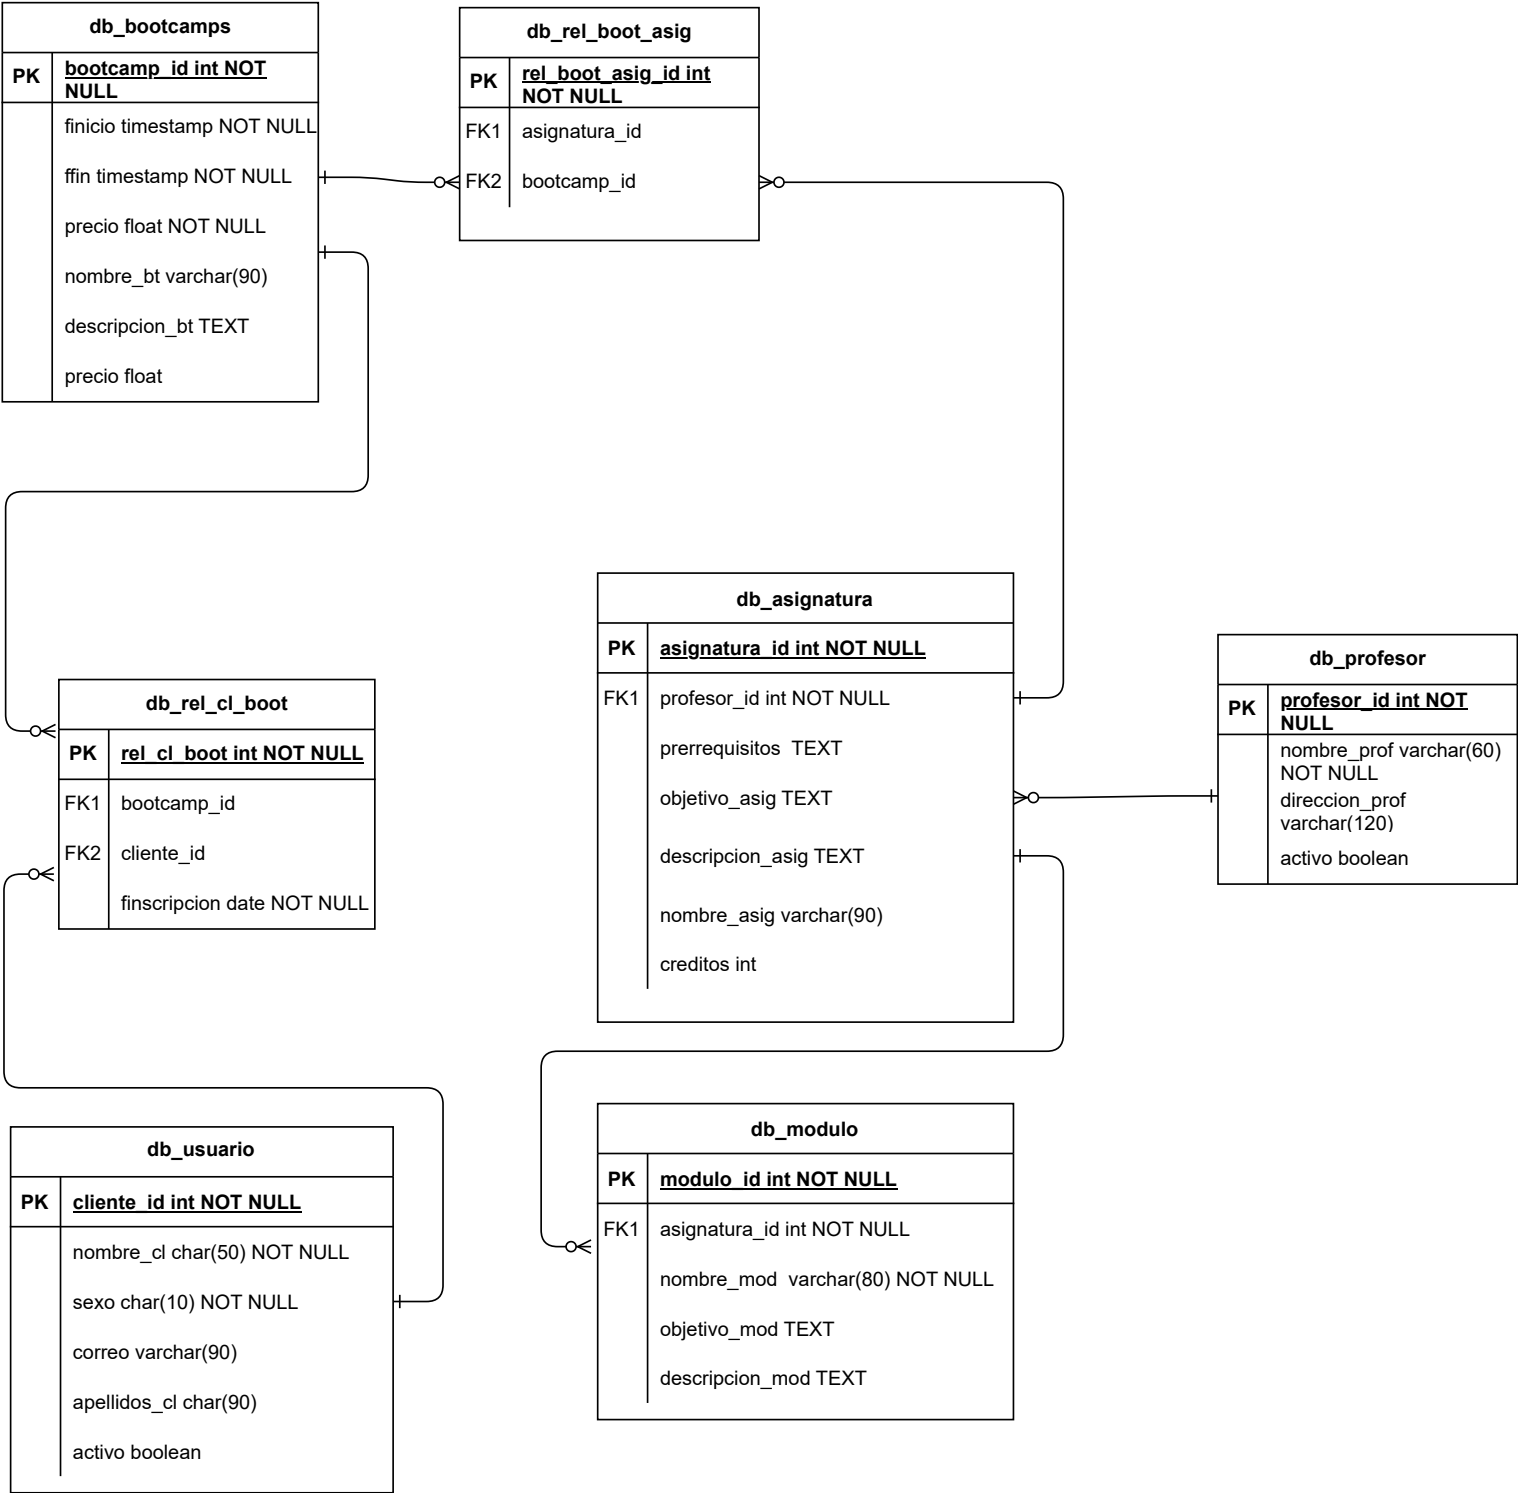 db_bootcamps
PK
bootcamp_id int NOT
NULL
finicio timestamp NOT NULL
ffin timestamp NOT NULL
precio float NOT NULL
nombre_bt varchar(90)
descripcion_bt TEXT
precio float
db_rel_boot_asig
PK
rel_boot_asig_id int
NOT NULL
FK1 asignatura_id
FK2 bootcamp_id
db_asignatura
PK asignatura_id int NOT NULL
FK1 profesor_id int NOT NULL
prerrequisitos  TEXT
objetivo_asig TEXT
descripcion_asig TEXT
nombre_asig varchar(90)
creditos int
db_profesor
PK
profesor_id int NOT
NULL
nombre_prof varchar(60)
NOT NULL
direccion_prof
varchar(120)
activo boolean
db_rel_cl_boot
PK rel_cl_boot int NOT NULL
FK1 bootcamp_id
FK2 cliente_id
finscripcion date NOT NULL
db_usuario
PK cliente_id int NOT NULL
nombre_cl char(50) NOT NULL
sexo char(10) NOT NULL
correo varchar(90)
apellidos_cl char(90)
activo boolean
db_modulo
PK modulo_id int NOT NULL
FK1 asignatura_id int NOT NULL
nombre_mod  varchar(80) NOT NULL
objetivo_mod TEXT
descripcion_mod TEXT